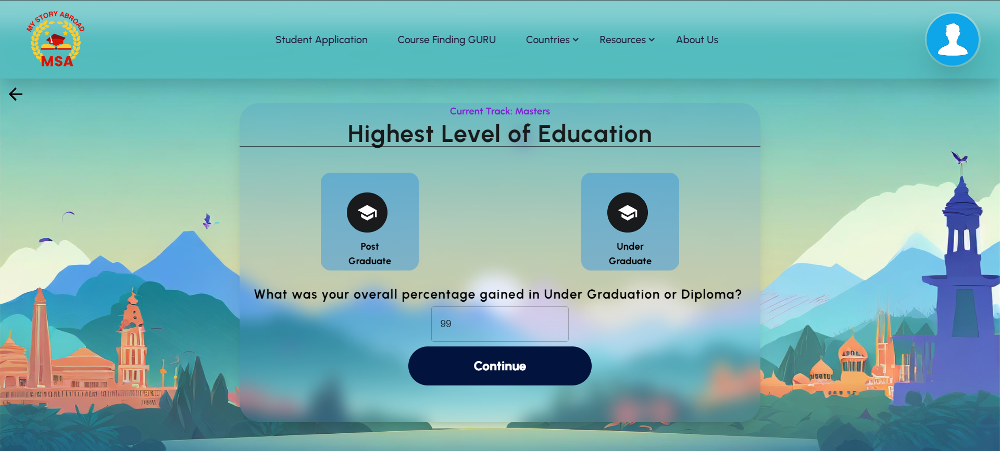 MY STORY ABROAD
MSA
Student Application
Course Finding GURU
Countries
Resources
About Us
Current Track: Masters
Highest Level of Education
Post
Graduate
Under
Graduate
What was your overall percentage gained in Under Graduation or Diploma?
99
Continue